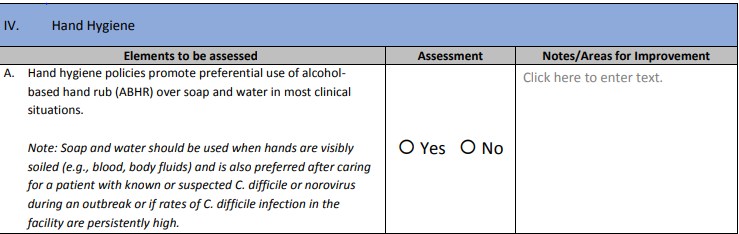 IV. Hand Hygiene
Elements to be assessed Assessment Notes/Areas for Improvement
A. Hand hygiene policies promote preferential use of alcohol-
based hand rub (ABHR) over soap and water in most clinical
situations.
Note: Soap and water should be used when hands are visibly
soiled (e.g., blood, body fluids) and is also preferred after caring
for a patient with known or suspected C. difficile or norovirus
during an outbreak or if rates of C. difficile infection in the
facility are persistently high.
Yes No
Click here to enter text.